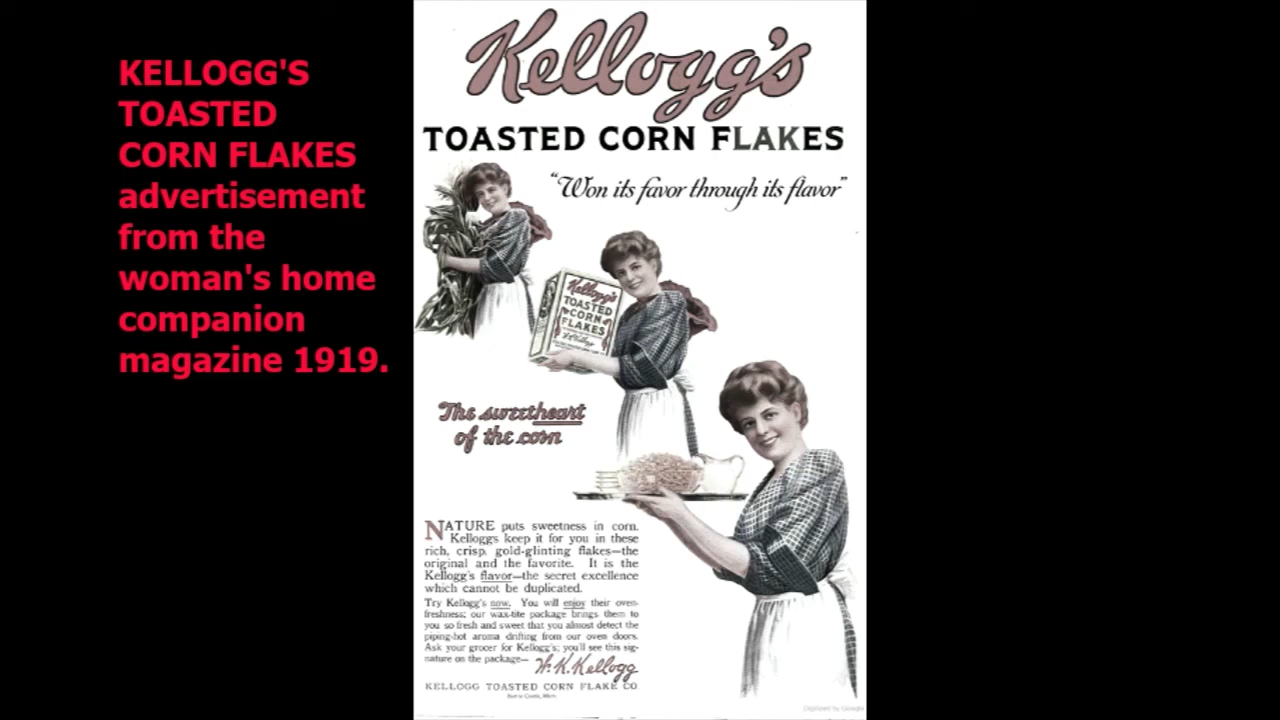 KELLOGG'S
TOASTED
CORN FLAKES
advertisement
from the
woman's home
companion
magazine 1919.
Kellogg's
TOASTED CORN FLAKES
"Won its favor through its flavor"
Kellogg's
TOASTED
CORN
FLAKES
The sweetheart
of the corn
NATURE puts sweetness in corn.
Kelloggs keep it for you in these
rich, crisp, gold-glinting flakes—the
original and the favorite. It is the
Kellogg's flavor—the secret excellence
which cannot be duplicated.
Try Kellogg's now. You will enjoy their oven-
freshness; our wax-tite package brings them to
you so fresh and sweet that you almost detect the
piping-hot aroma drifting from our oven doors.
Ask your grocer for Kellogg's; you'll see this sig-
nature on the package—
W. K. Kellogg
KELLOGG TOASTED CORN FLAKE CO.
Battle Creek, Mich.
Digitized by Google